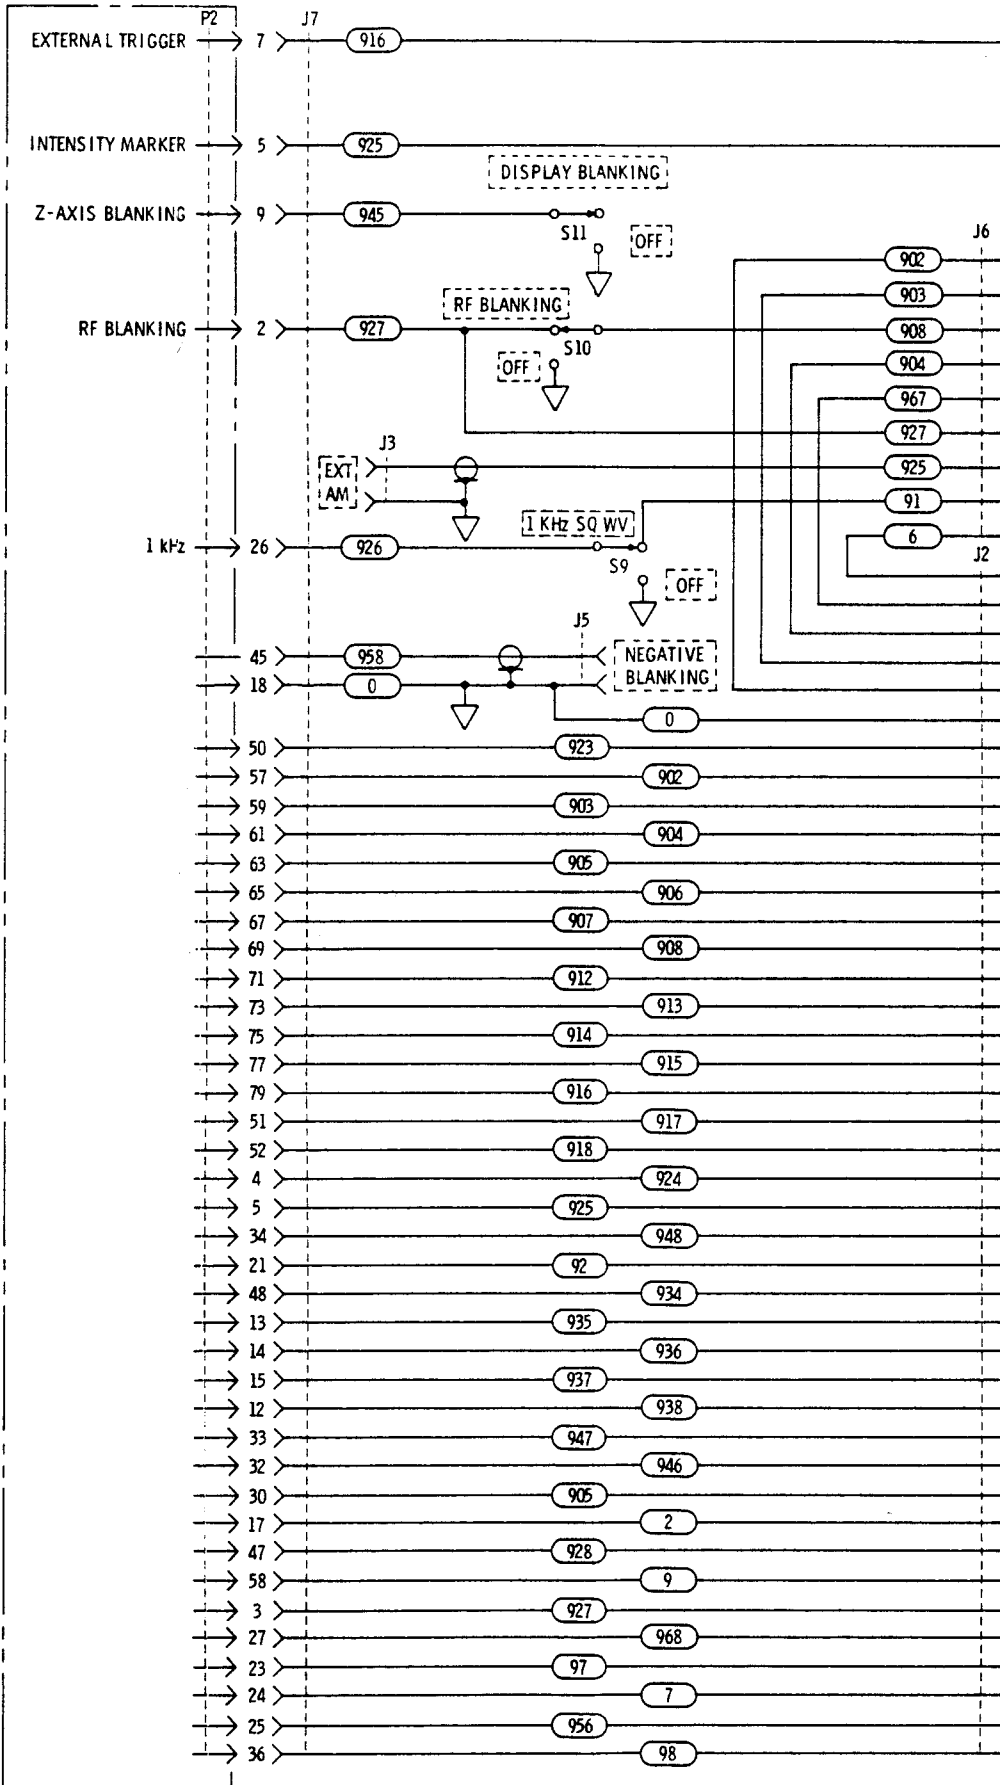 P2 J7
EXTERNAL TRIGGER 7 916
INTENSITY MARKER 5 925
DISPLAY BLANKING
Z-AXIS BLANKING 9 945
S11 OFF
J6
902
RF BLANKING
903
RF BLANKING 2 927 908
S10
OFF
904
967
927
J3
EXT
AM
925
91
1 KHz SQ WV
1 kHz 26 926 6
S9
J2
OFF
J5
45 958 NEGATIVE
18 0 BLANKING
0
50 923
57 902
59 903
61 904
63 905
65 906
67 907
69 908
71 912
73 913
75 914
77 915
79 916
51 917
52 918
4 924
5 925
34 948
21 92
48 934
13 935
14 936
15 937
12 938
33 947
32 946
30 905
17 2
47 928
58 9
3 927
27 968
23 97
24 7
25 956
36 98